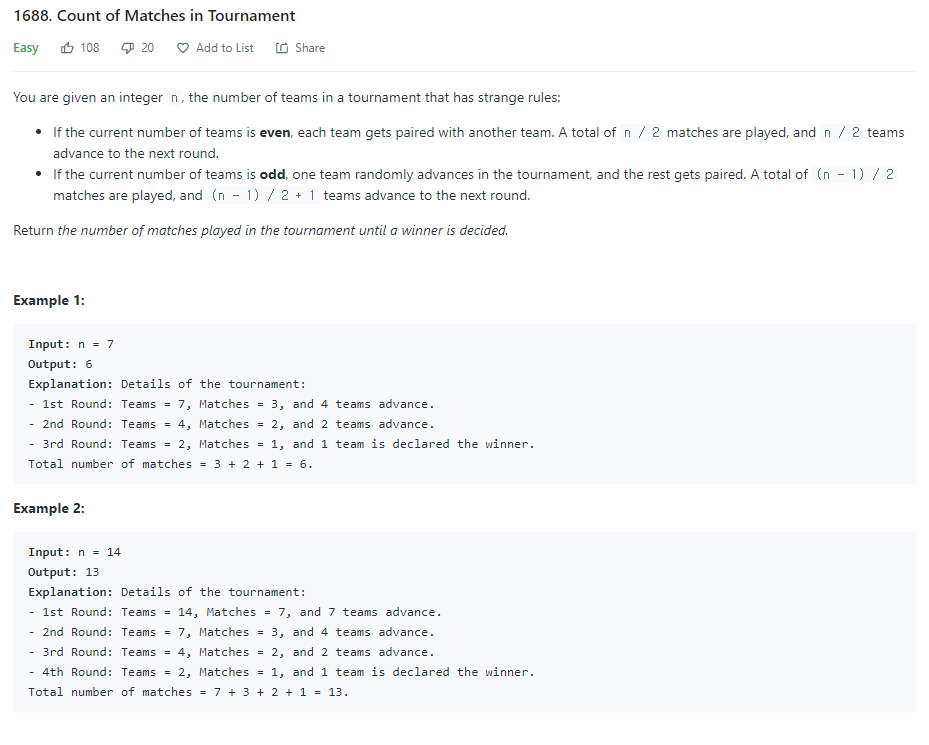 1688. Count of Matches in Tournament
Easy 108 20 Add to List Share
You are given an integer n, the number of teams in a tournament that has strange rules:
• If the current number of teams is even, each team gets paired with another team. A total of n / 2 matches are played, and n / 2 teams
advance to the next round.
• If the current number of teams is odd, one team randomly advances in the tournament, and the rest gets paired. A total of (n - 1) / 2
matches are played, and (n - 1) / 2 + 1 teams advance to the next round.
Return the number of matches played in the tournament until a winner is decided.
Example 1:
Input: n = 7
Output: 6
Explanation: Details of the tournament:
- 1st Round: Teams = 7, Matches = 3, and 4 teams advance.
- 2nd Round: Teams = 4, Matches = 2, and 2 teams advance.
- 3rd Round: Teams = 2, Matches = 1, and 1 team is declared the winner.
Total number of matches = 3 + 2 + 1 = 6.
Example 2:
Input: n = 14
Output: 13
Explanation: Details of the tournament:
- 1st Round: Teams = 14, Matches = 7, and 7 teams advance.
- 2nd Round: Teams = 7, Matches = 3, and 4 teams advance.
- 3rd Round: Teams = 4, Matches = 2, and 2 teams advance.
- 4th Round: Teams = 2, Matches = 1, and 1 team is declared the winner.
Total number of matches = 7 + 3 + 2 + 1 = 13.